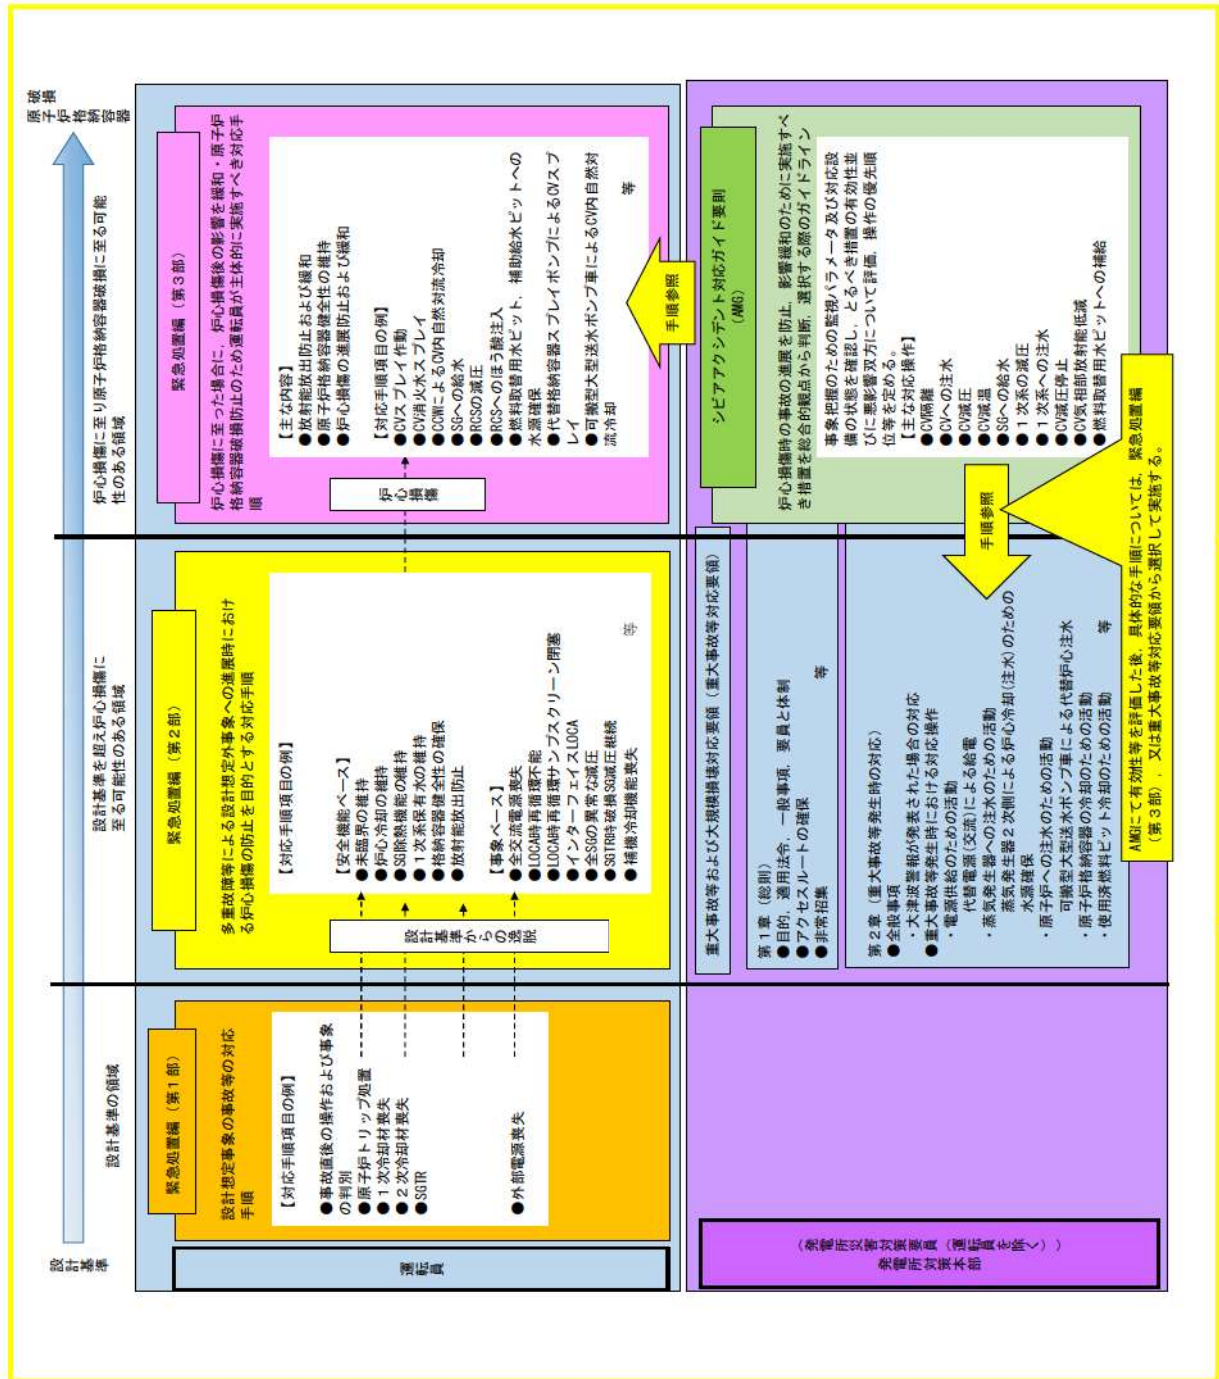 設計
基準
原子炉格納容器
破損
設計基準の領域
設計基準を超え炉心損傷に
至る可能性のある領域
炉心損傷に至り原子炉格納容器破損に至る可能
性のある領域
運転員
緊急処置編（第1部）
設計想定事象の事故等の対応
手順
【対応手順項目の例】
●事故直後の操作および事象
の判別
●原子炉トリップ処置
●1次冷却材喪失
●2次冷却材喪失
●SGTR
●外部電源喪失
設計基準からの逸脱
緊急処置編（第2部）
多重故障等による設計想定外事象への進展時におけ
る炉心損傷の防止を目的とする対応手順
【対応手順項目の例】
【安全機能ベース】
●未臨界の維持
●炉心冷却の維持
●SG除熱機能の維持
●1次系保有水の維持
●格納容器健全性の確保
●放射能放出防止
【事象ベース】
●全交流電源喪失
●LOCA時再循環不能
●LOCA時再循環サンプスクリーン閉塞
●インターフェイスLOCA
●全SGの異常な減圧
●SGTR時破損SG減圧継続
●補機冷却機能喪失
等
炉心損傷
緊急処置編（第3部）
炉心損傷に至った場合に，炉心損傷後の影響を緩和・原子炉
格納容器破損防止のため運転員が主体的に実施すべき対応手
順
【主な内容】
●放射能放出防止および緩和
●原子炉格納容器健全性の維持
●炉心損傷の進展防止および緩和
【対応手順項目の例】
●CVスプレイ作動
●CV消火水スプレイ
●CCWによるCV内自然対流冷却
●SGへの給水
●RCSの減圧
●RCSへのほう酸注入
●燃料取替用水ピット，補助給水ピットへの
水源確保
●代替格納容器スプレイポンプによるCVスプ
レイ
●可搬型大型送水ポンプ車によるCV内自然対
流冷却
等
手順参照
発電所対策本部
（発電所災害対策要員（運転員を除く））
重大事故等および大規模損壊対応要領（重大事故等対応要領）
第1章（総則）
●目的，適用法令，一般事項，要員と体制
●アクセスルートの確保
●非常招集
等
第2章（重大事故等発生時の対応）
●全般事項
・大津波警報が発表された場合の対応
●重大事故等発生時における対応操作
・電源供給のための活動
代替電源（交流）による給電
・蒸気発生器への注水のための活動
蒸気発生器2次側による炉心冷却（注水）のための
水源確保
・原子炉への注水のための活動
可搬型大型送水ポンプ車による代替炉心注水
・原子炉格納容器の冷却のための活動
・使用済燃料ピット冷却のための活動
等
手順参照
シビアアクシデント対応ガイド要則
（AMG）
炉心損傷時の事故の進展を防止，影響緩和のために実施すべ
き措置を総合的観点から判断，選択する際のガイドライン
事象把握のための監視パラメータ及び対応設
備の状態を確認し，とるべき措置の有効性並
びに悪影響双方について評価，操作の優先順
位等を定める。
【主な対応操作】
●CV隔離
●CVへの注水
●CV減圧
●CV減温
●SGへの給水
●1次系の減圧
●1次系への注水
●CV減圧停止
●CV気相部放射能低減
●燃料取替用水ピットへの補給
AMGにて有効性等を評価した後，具体的な手順については，緊急処置編
（第3部），又は重大事故等対応要領から選択して実施する。